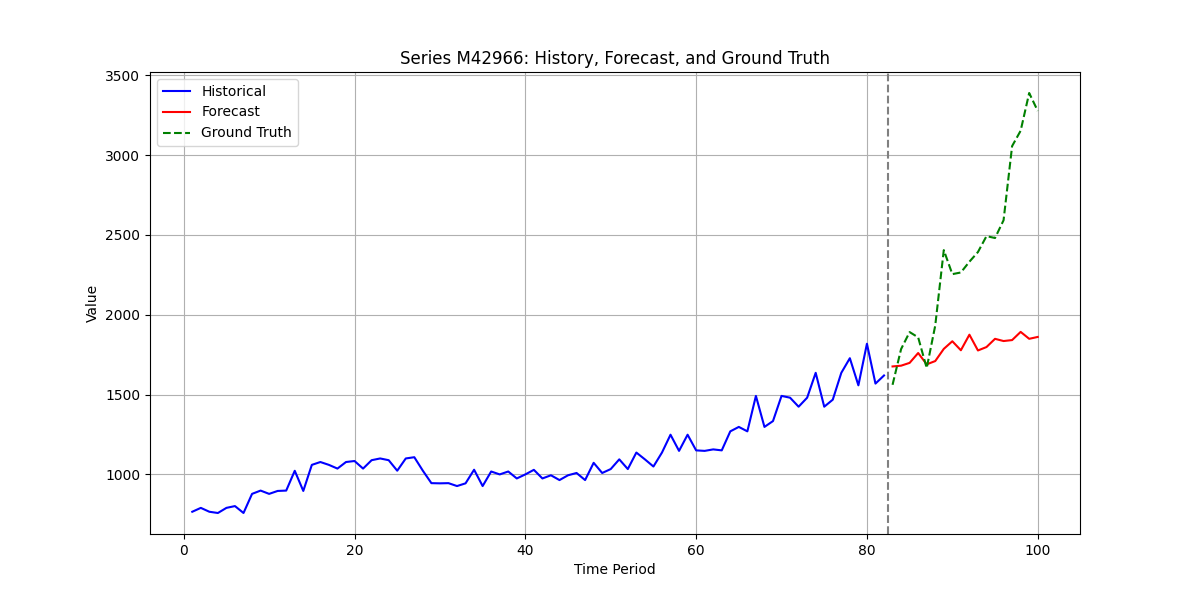 Series M42966: History, Forecast, and Ground Truth
Historical
Forecast
Ground Truth
3500
3000
2500
2000
1500
1000
Value
0
20
40
60
80
100
Time Period